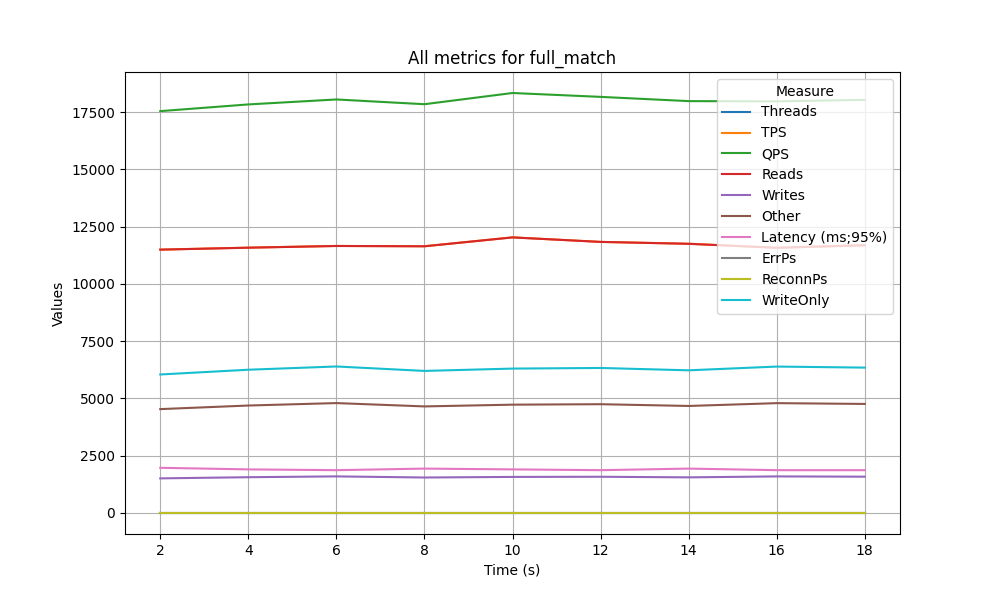 All metrics for full_match
Measure
Threads
TPS
QPS
Reads
Writes
Other
Latency (ms;95%)
ErrPs
ReconnPs
WriteOnly
17500
15000
12500
10000
7500
5000
2500
0
Values
2 4 6 8 10 12 14 16 18
Time (s)